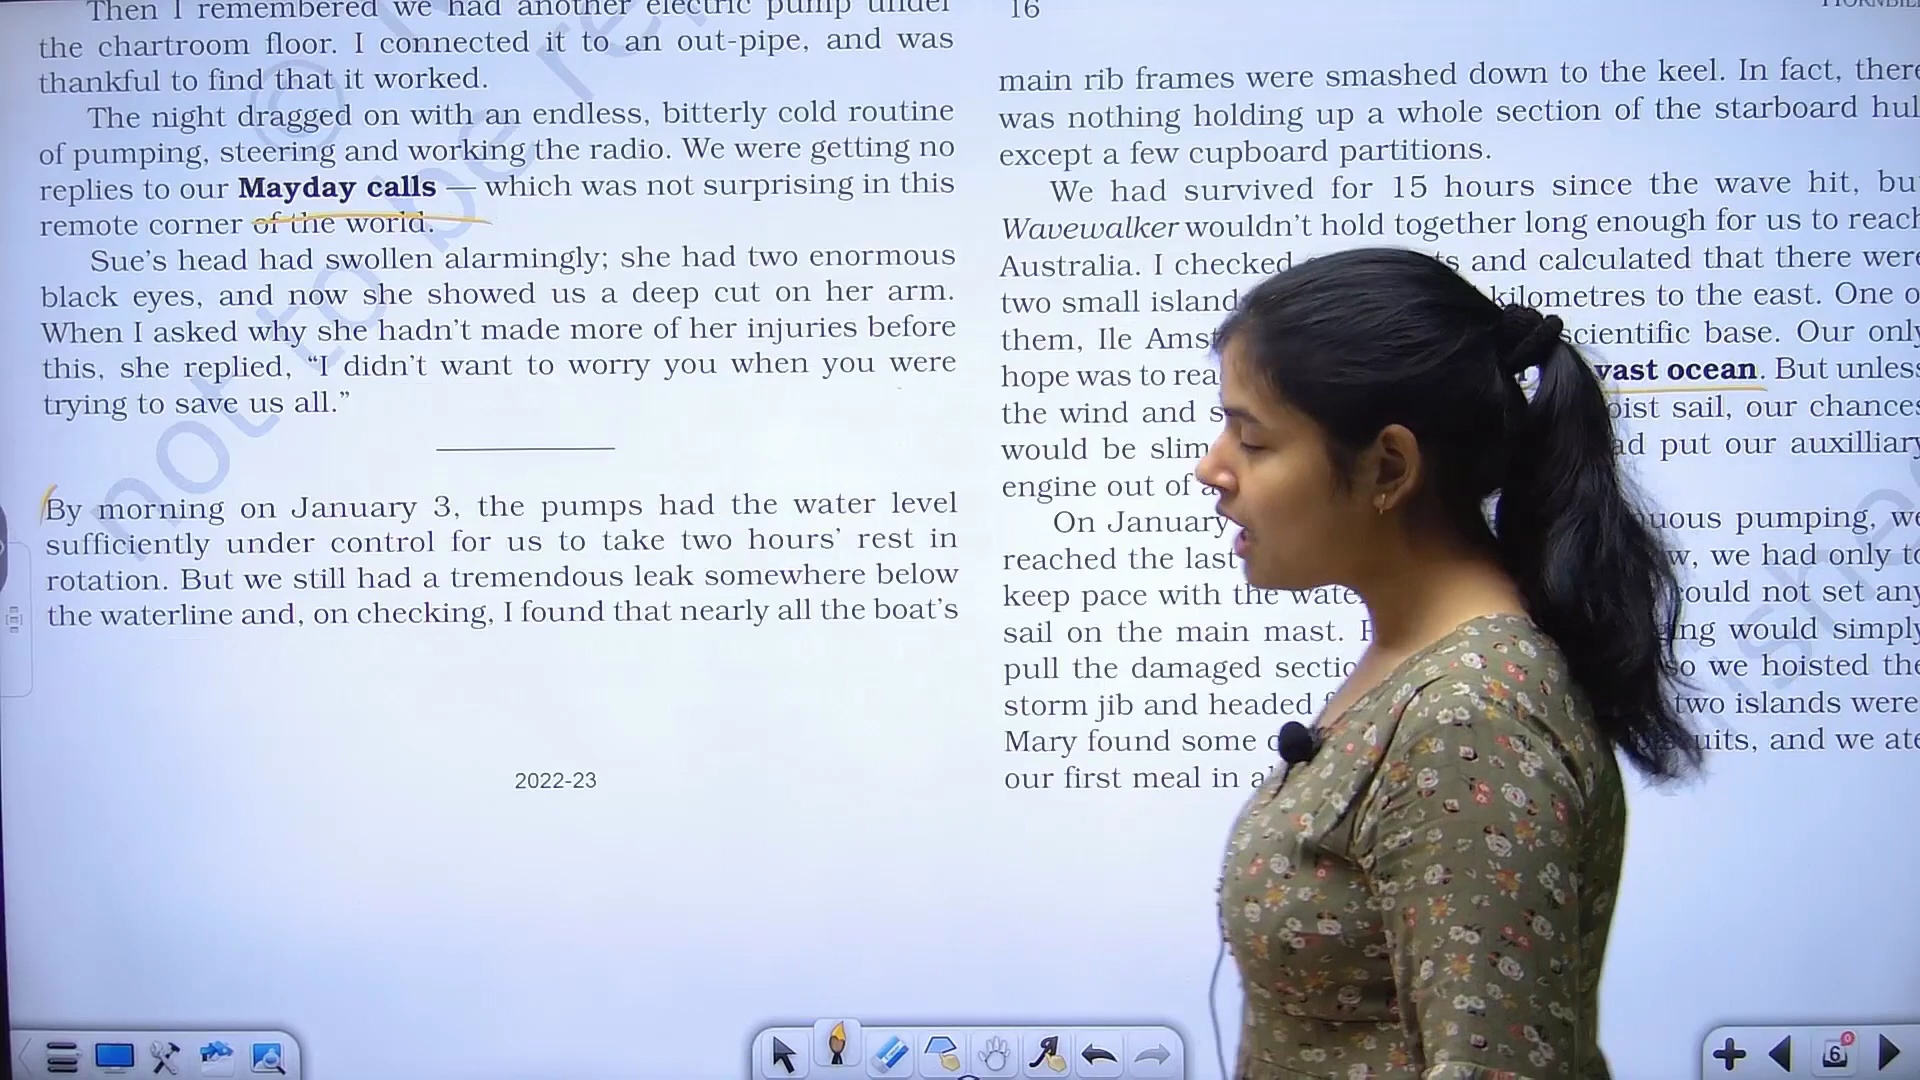 Then I remembered we had another electric pump under
the chartroom floor. I connected it to an out-pipe, and was
thankful to find that it worked.
The night dragged on with an endless, bitterly cold routine
of pumping, steering and working the radio. We were getting no
replies to our Mayday calls — which was not surprising in this
remote corner of the world.
Sue's head had swollen alarmingly; she had two enormous
black eyes, and now she showed us a deep cut on her arm.
When I asked why she hadn't made more of her injuries before
this, she replied, “I didn't want to worry you when you were
trying to save us all.”
By morning on January 3, the pumps had the water level
sufficiently under control for us to take two hours' rest in
rotation. But we still had a tremendous leak somewhere below
the waterline and, on checking, I found that nearly all the boat's
2022-23
16
main rib frames were smashed down to the keel. In fact, there
was nothing holding up a whole section of the starboard hul
except a few cupboard partitions.
We had survived for 15 hours since the wave hit, but
Wavewalker wouldn't hold together long enough for us to reach
Australia. I checked and calculated that there were
two small island kilometres to the east. One o
them, Ile Ams scientific base. Our only
hope was to rea vast ocean. But unless
the wind and s oist sail, our chances
would be slim ad put our auxilliary
engine out of a
On January uous pumping, we
reached the last w, we had only to
keep pace with the wate could not set any
sail on the main mast. ing would simply
pull the damaged sectio so we hoisted the
storm jib and headed two islands were
Mary found some uits, and we ate
our first meal in a
not to be
6
0